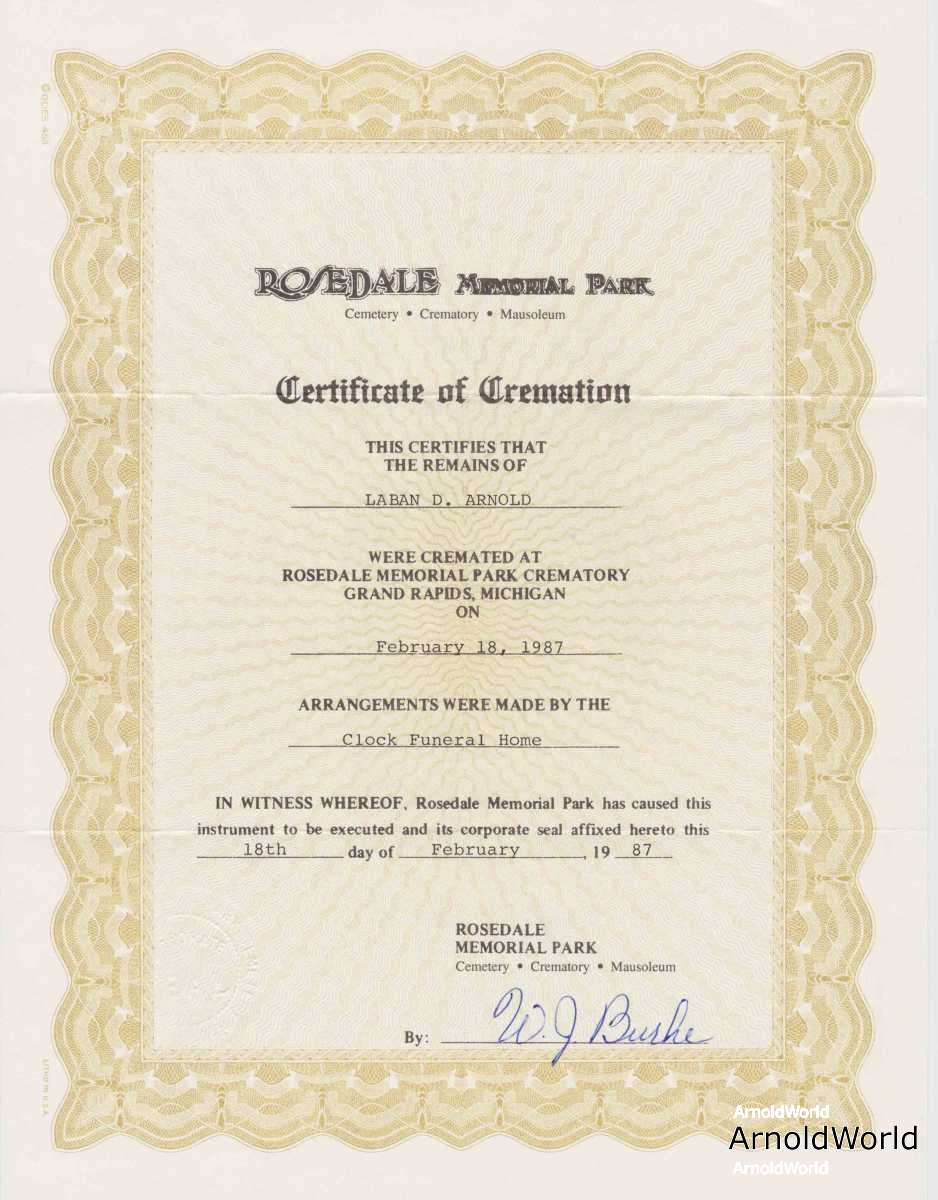 ROSEDALE MEMORIAL PARK
Cemetery • Crematory • Mausoleum
Certificate of Cremation
THIS CERTIFIES THAT
THE REMAINS OF
LABAN D. ARNOLD
WERE CREMATED AT
ROSEDALE MEMORIAL PARK CREMATORY
GRAND RAPIDS, MICHIGAN
ON
February 18, 1987
ARRANGEMENTS WERE MADE BY THE
Clock Funeral Home
IN WITNESS WHEREOF, Rosedale Memorial Park has caused this
instrument to be executed and its corporate seal affixed hereto this
18th day of February, 19 87
ROSEDALE
MEMORIAL PARK
Cemetery • Crematory • Mausoleum
By: W. J. Burke
LITHO IN U.S.A.
ArnoldWorld
ArnoldWorld
ArnoldWorld